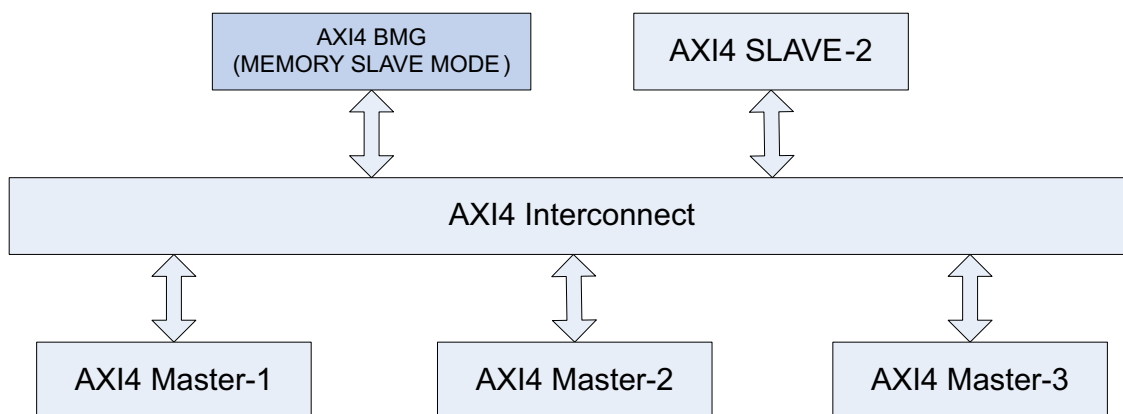 AXI4 BMG
(MEMORY SLAVE MODE)
AXI4 SLAVE-2
AXI4 Interconnect
AXI4 Master-1
AXI4 Master-2
AXI4 Master-3